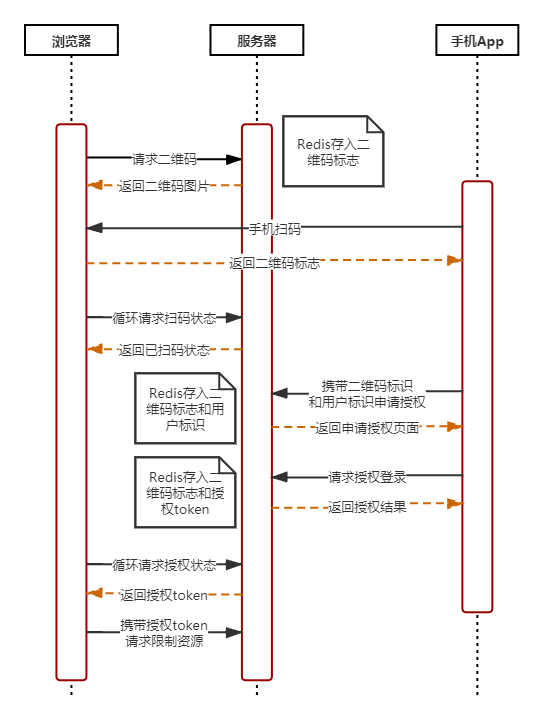 浏览器
服务器
手机App
Redis存入二
维码标志
请求二维码
返回二维码图片
手机扫码
返回二维码标志
循环请求扫码状态
返回已扫码状态
携带二维码标识
和用户标识申请授权
Redis存入二
维码标志和用
户标识
返回申请授权页面
Redis存入二
维码标志和授
权token
请求授权登录
返回授权结果
循环请求授权状态
返回授权token
携带授权token
请求限制资源